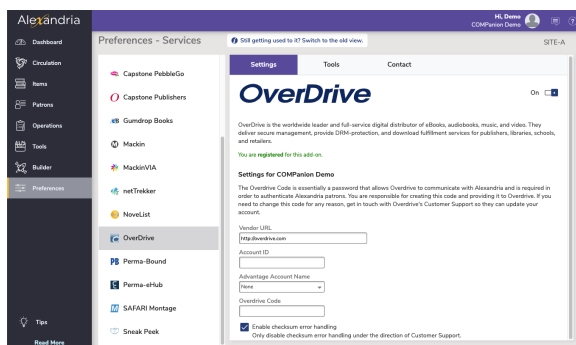 Alexandria
Hi, Demo
COMPanion Demo
Dashboard
Circulation
Items
Patrons
Operations
Tools
Builder
Preferences
Tips
Read More
Preferences - Services
Still getting used to it? Switch to the old view.
SITE-A
Capstone PebbleGo
Capstone Publishers
Gumdrop Books
Mackin
MackinVIA
netTrekker
NoveList
OverDrive
Perma-Bound
Perma-eHub
SAFARI Montage
Sneak Peek
Settings
Tools
Contact
OverDrive
On
OverDrive is the worldwide leader and full-service digital distributor of eBooks, audiobooks, music, and video. They
deliver secure management, provide DRM-protection, and download fulfillment services for publishers, libraries, schools,
and retailers.
You are registered for this add-on.
Settings for COMPanion Demo
The Overdrive Code is essentially a password that allows Overdrive to communicate with Alexandria and is required in
order to authenticate Alexandria patrons. You are responsible for creating this code and providing it to Overdrive. If you
need to change this code for any reason, get in touch with Overdrive's Customer Support so they can update your
account.
Vendor URL
http://overdrive.com
Account ID
Advantage Account Name
None
Overdrive Code
Enable checksum error handling
Only disable checksum error handling under the direction of Customer Support.